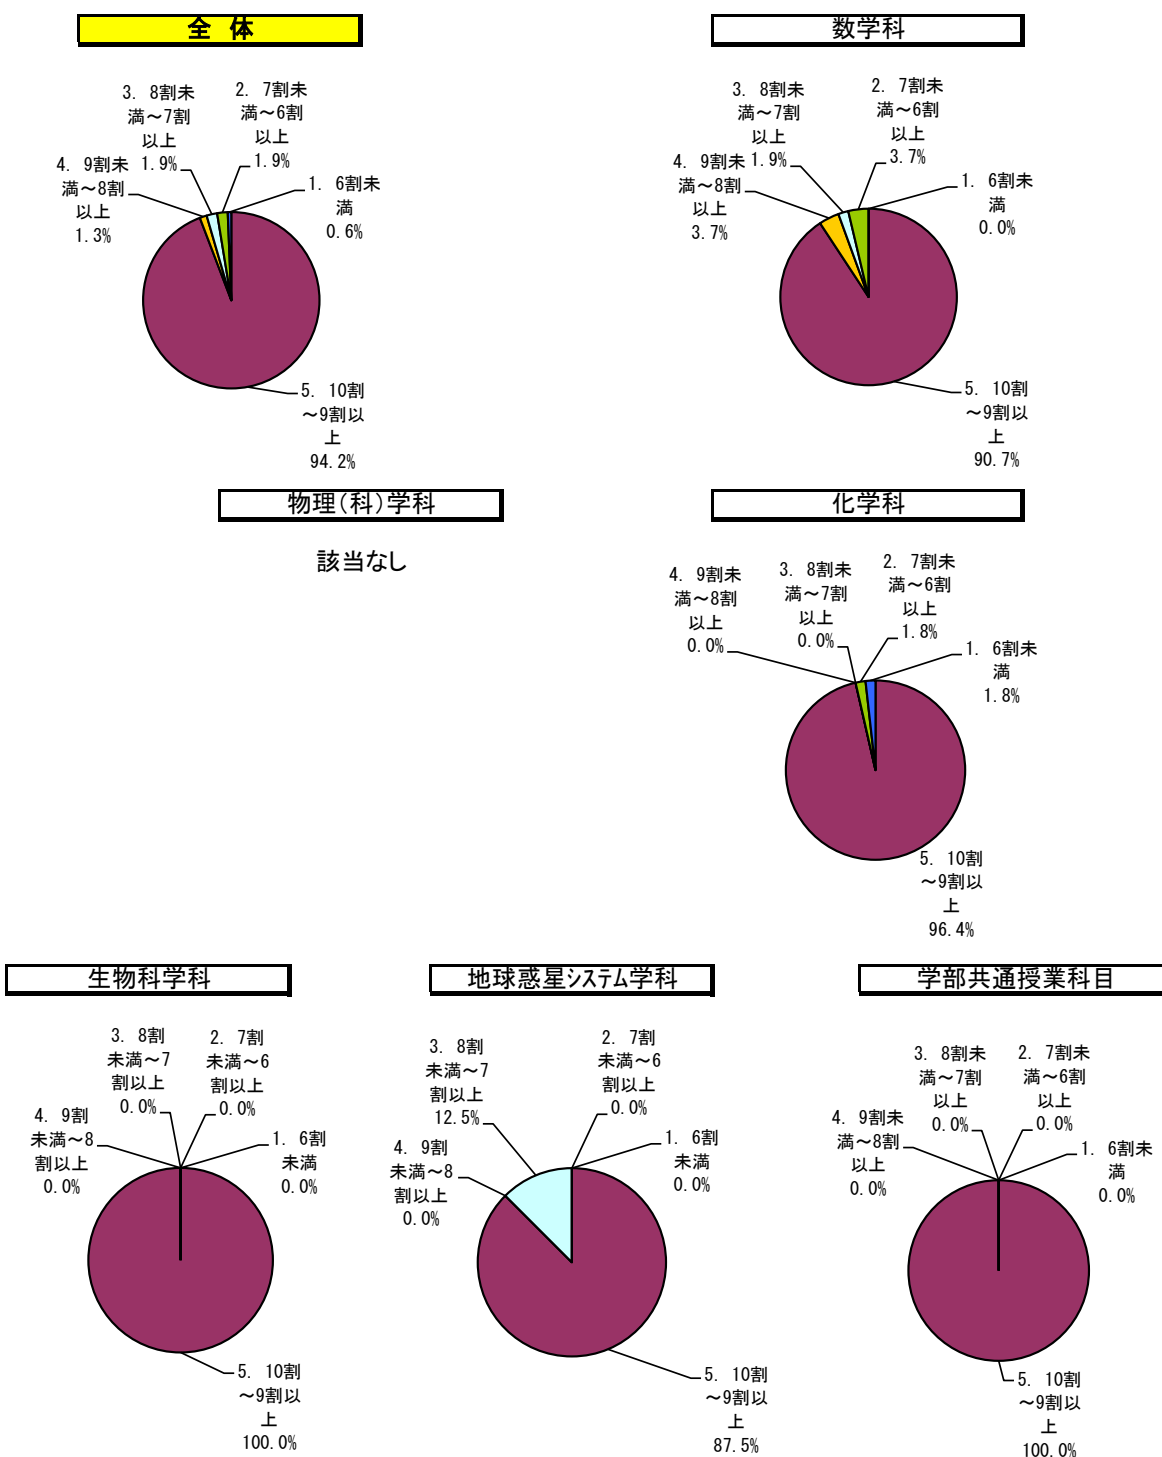 全 体
3. 8割未
満～7割
以上
1.9%
2. 7割未
満～6割
以上
1.9%
4. 9割未
満～8割
以上
1.3%
1. 6割未
満
0.6%
5. 10割
～9割以
上
94.2%
数学科
3. 8割未
満～7割
以上
1.9%
2. 7割未
満～6割
以上
3.7%
4. 9割未
満～8割
以上
3.7%
1. 6割未
満
0.0%
5. 10割
～9割以
上
90.7%
物理(科)学科
該当なし
化学科
4. 9割未
満～8割
以上
0.0%
3. 8割未
満～7割
以上
0.0%
2. 7割未
満～6割
以上
1.8%
1. 6割未
満
1.8%
5. 10割
～9割以
上
96.4%
生物科学科
3. 8割
未満～7
割以上
0.0%
2. 7割
未満～6
割以上
0.0%
4. 9割
未満～8
割以上
0.0%
1. 6割
未満
0.0%
5. 10割
～9割以
上
100.0%
地球惑星システム学科
3. 8割
未満～7
割以上
12.5%
2. 7割
未満～6
割以上
0.0%
4. 9割
未満～8
割以上
0.0%
1. 6割
未満
0.0%
5. 10割
～9割以
上
87.5%
学部共通授業科目
3. 8割未
満～7割
以上
0.0%
2. 7割未
満～6割
以上
0.0%
4. 9割未
満～8割
以上
0.0%
1. 6割未
満
0.0%
5. 10割
～9割以
上
100.0%